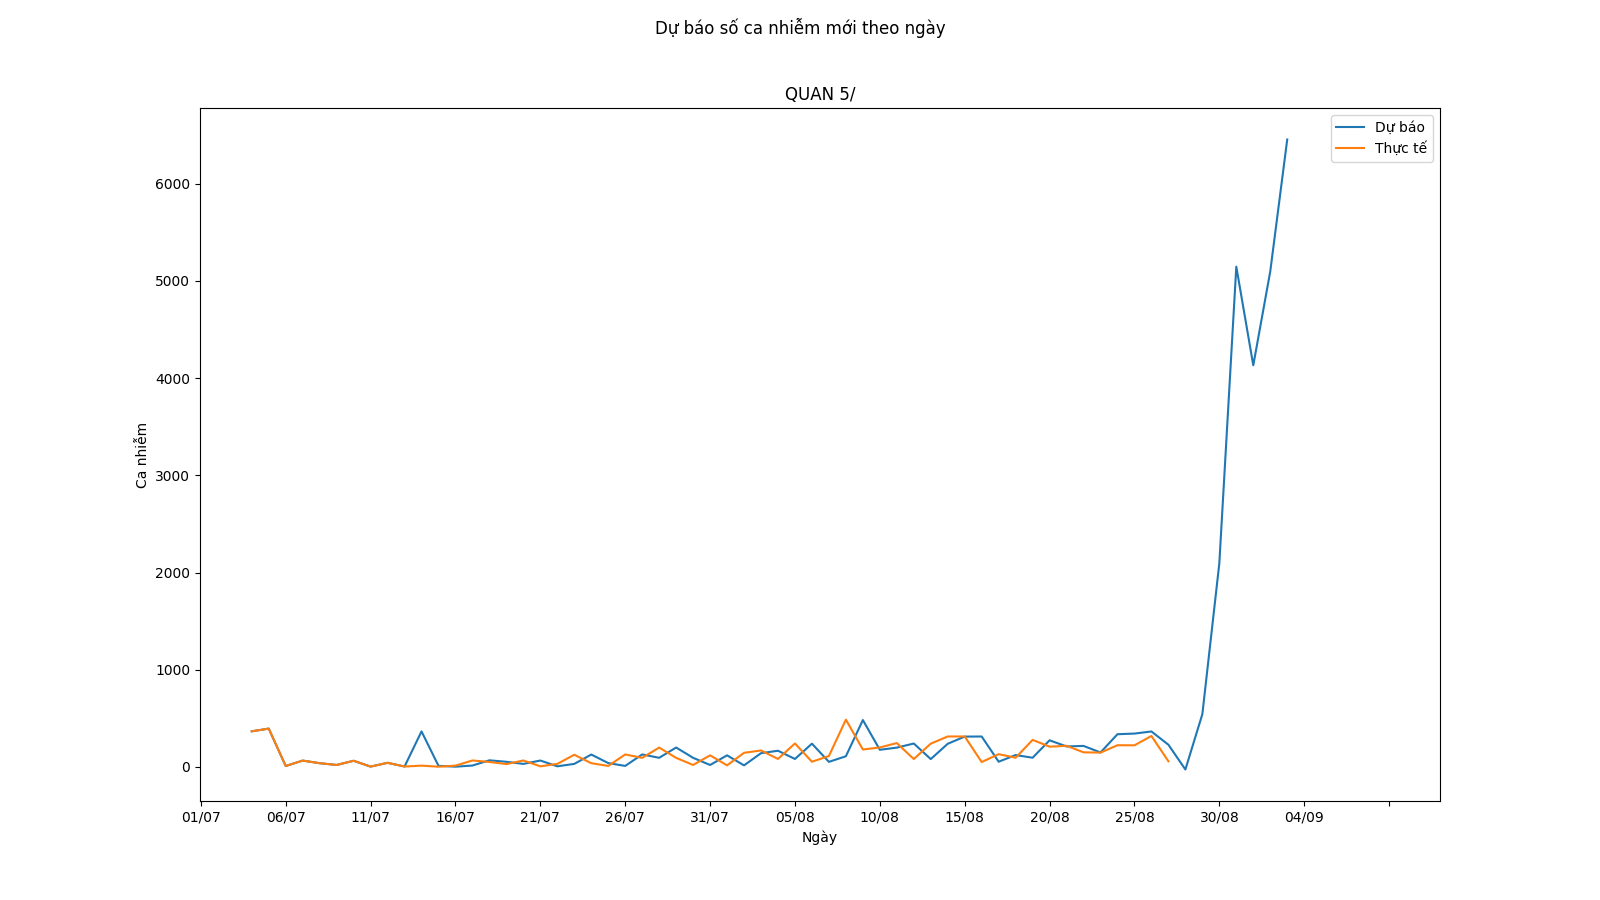 Dự báo số ca nhiễm mới theo ngày
QUAN 5/
Dự báo
Thực tế
6000
5000
4000
3000
2000
1000
0
Ca nhiễm
01/07 06/07 11/07 16/07 21/07 26/07 31/07 05/08 10/08 15/08 20/08 25/08 30/08 04/09
Ngày